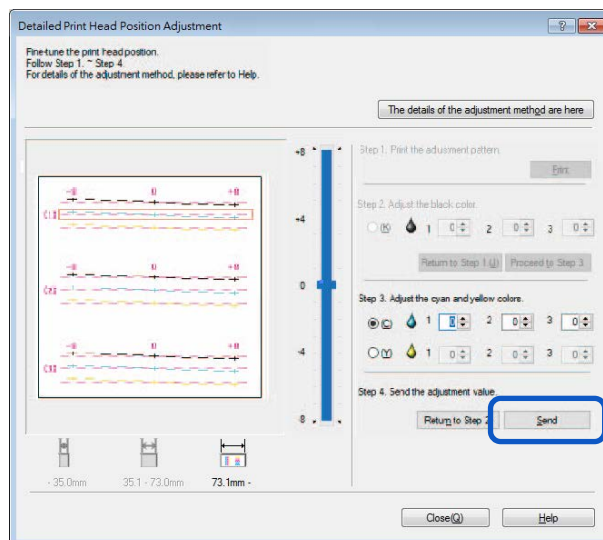 Detailed Print Head Position Adjustment
Fine-tune the print head position.
Follow Step 1. ~ Step 4
For details of the adjustment method, please refer to Help.
The details of the adjustment method are here
+8
+4
0
-4
-8
-8 0 +8
C1:0
-8 0 +8
C2:0
-8 0 +8
C3:0
Step 1. Print the adjustment pattern.
Print
Step 2. Adjust the black color.
(K) 1 0 2 0 3 0
Return to Step 1(J) Proceed to Step 3
Step 3. Adjust the cyan and yellow colors.
(C) 1 0 2 0 3 0
(Y) 1 0 2 0 3 0
Step 4. Send the adjustment value.
Return to Step 2 Send
- 35.0mm 35.1 - 73.0mm 73.1mm -
Close(Q) Help